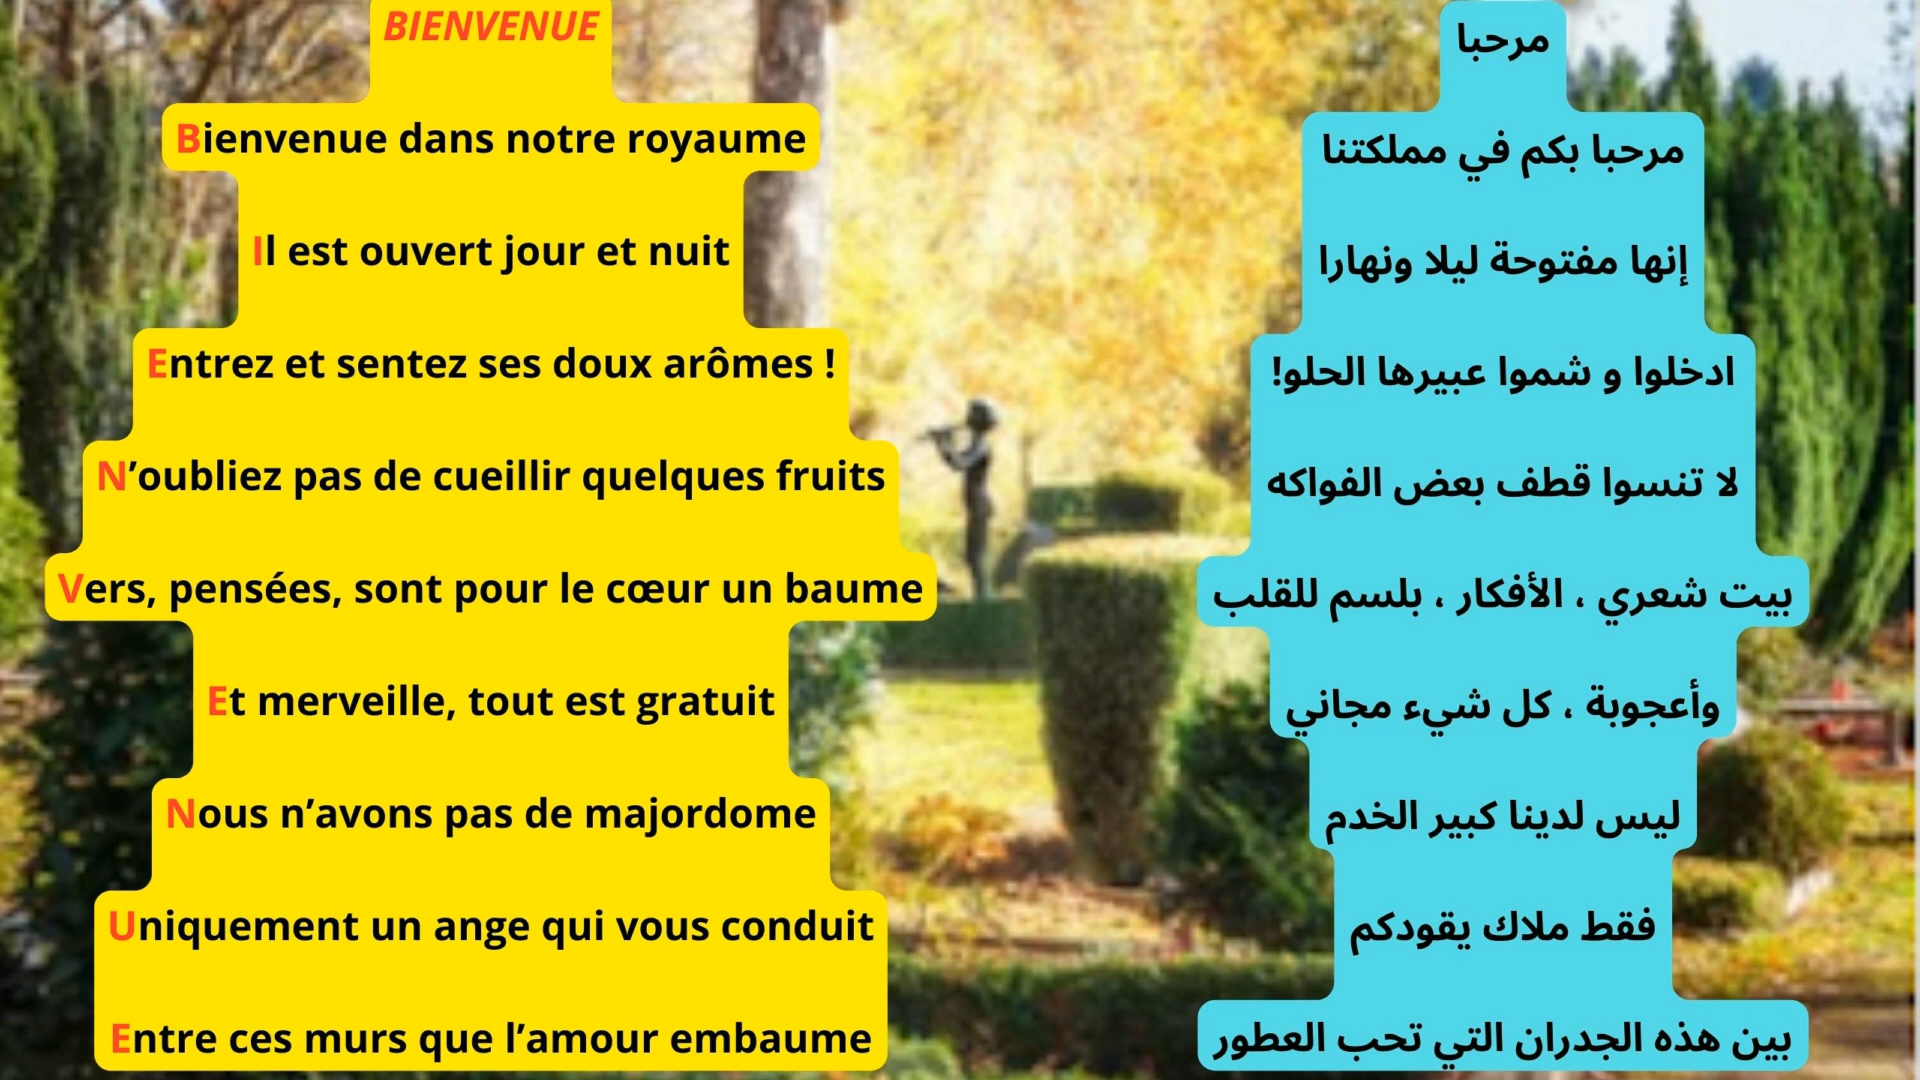 BIENVENUE
Bienvenue dans notre royaume
Il est ouvert jour et nuit
Entrez et sentez ses doux arômes !
N’oubliez pas de cueillir quelques fruits
Vers, pensées, sont pour le cœur un baume
Et merveille, tout est gratuit
Nous n’avons pas de majordome
Uniquement un ange qui vous conduit
Entre ces murs que l’amour embaume
مرحبا
مرحبا بكم في مملكتنا
إنها مفتوحة ليلا ونهارا
ادخلوا و شموا عبيرها الحلو!
لا تنسوا قطف بعض الفواكه
بيت شعري ، الأفكار ، بلسم للقلب
وأعجوبة ، كل شيء مجاني
ليس لدينا كبير الخدم
فقط ملاك يقودكم
بين هذه الجدران التي تحب العطور